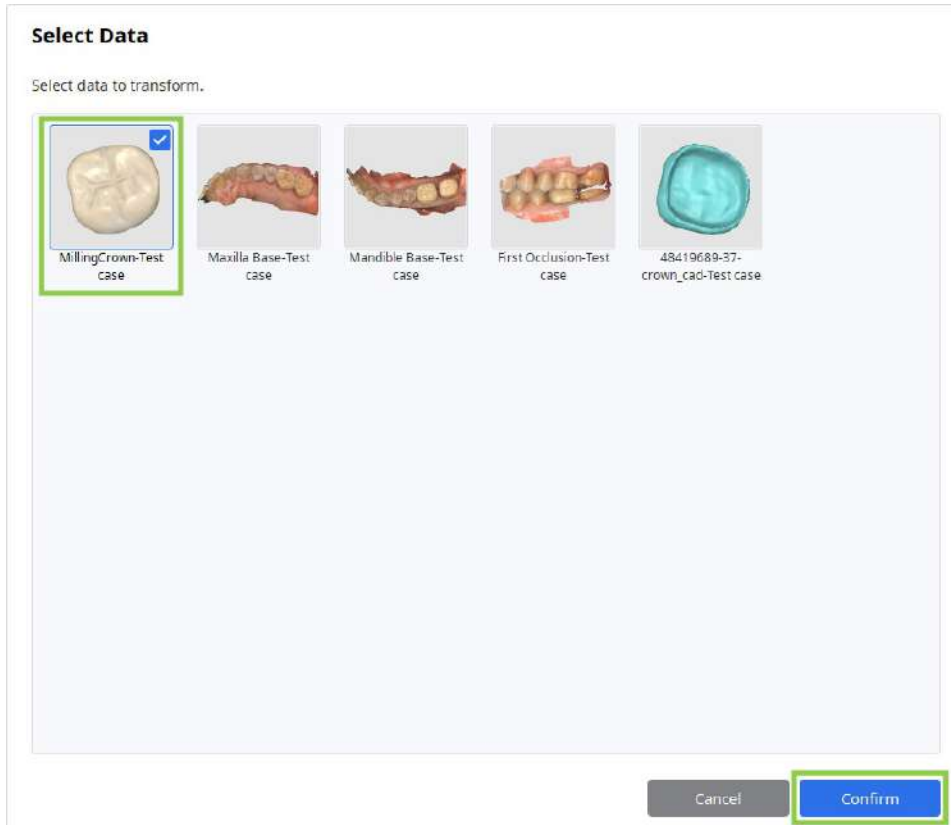 Select Data
Select data to transform.
MillingCrown-Test
case
Maxilla Base-Test
case
Mandible Base-Test
case
First Occlusion-Test
case
48419689-37-
crown_cad-Test case
Cancel
Confirm